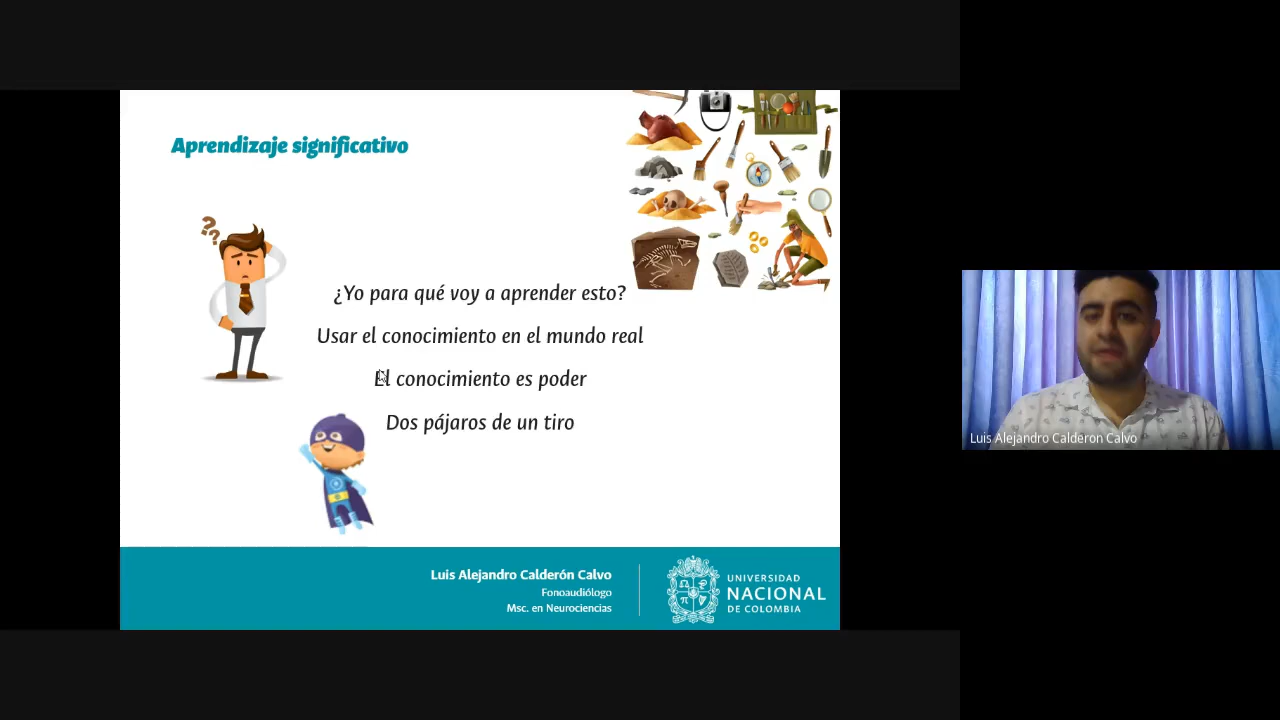 Aprendizaje significativo
??
¿Yo para qué voy a aprender esto?
Usar el conocimiento en el mundo real
El conocimiento es poder
Dos pájaros de un tiro
Luis Alejandro Calderón Calvo
Fonoaudiólogo
Msc. en Neurociencias
UNIVERSIDAD
NACIONAL
DE COLOMBIA
Luis Alejandro Calderon Calvo